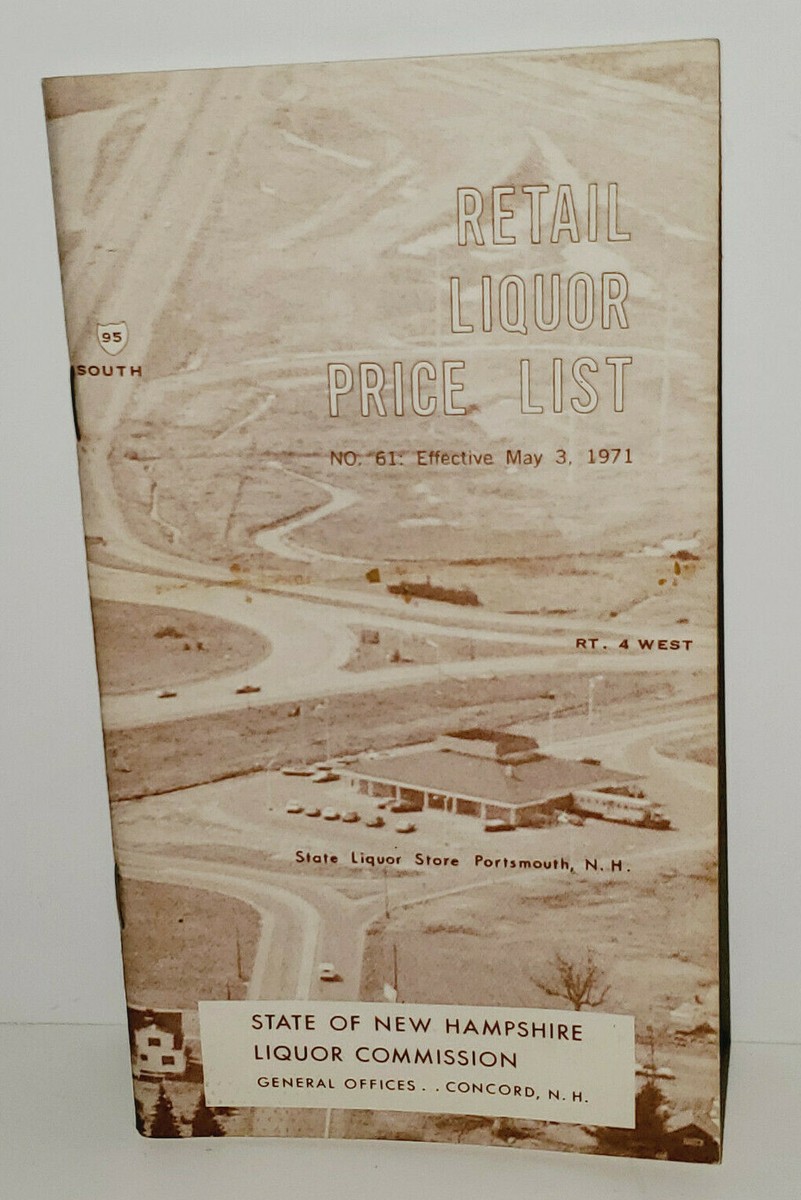 RETAIL
LIQUOR
PRICE LIST
NO. 61: Effective May 3, 1971
95
SOUTH
RT. 4 WEST
State Liquor Store Portsmouth, N. H.
STATE OF NEW HAMPSHIRE
LIQUOR COMMISSION
GENERAL OFFICES . . CONCORD, N. H.